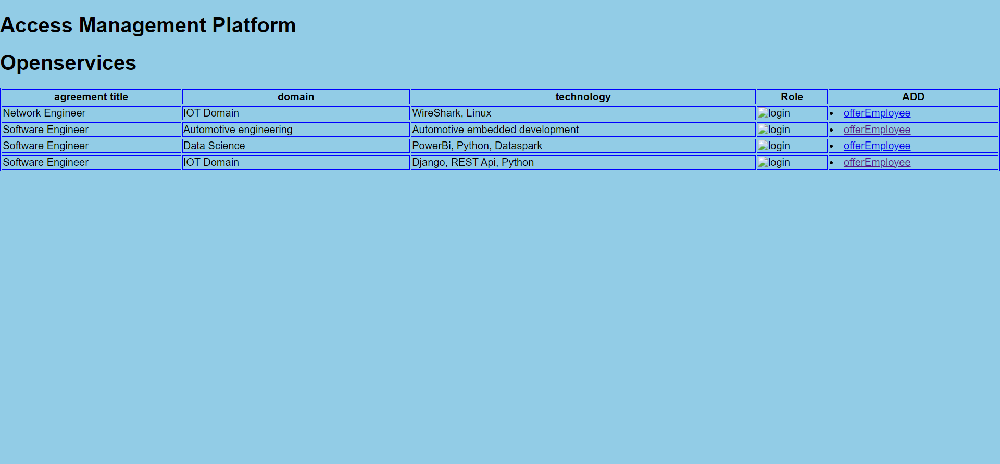 Access Management Platform
Openservices
agreement title domain technology Role ADD
Network Engineer IOT Domain WireShark, Linux login • offerEmployee
Software Engineer Automotive engineering Automotive embedded development login • offerEmployee
Software Engineer Data Science PowerBi, Python, Dataspark login • offerEmployee
Software Engineer IOT Domain Django, REST Api, Python login • offerEmployee